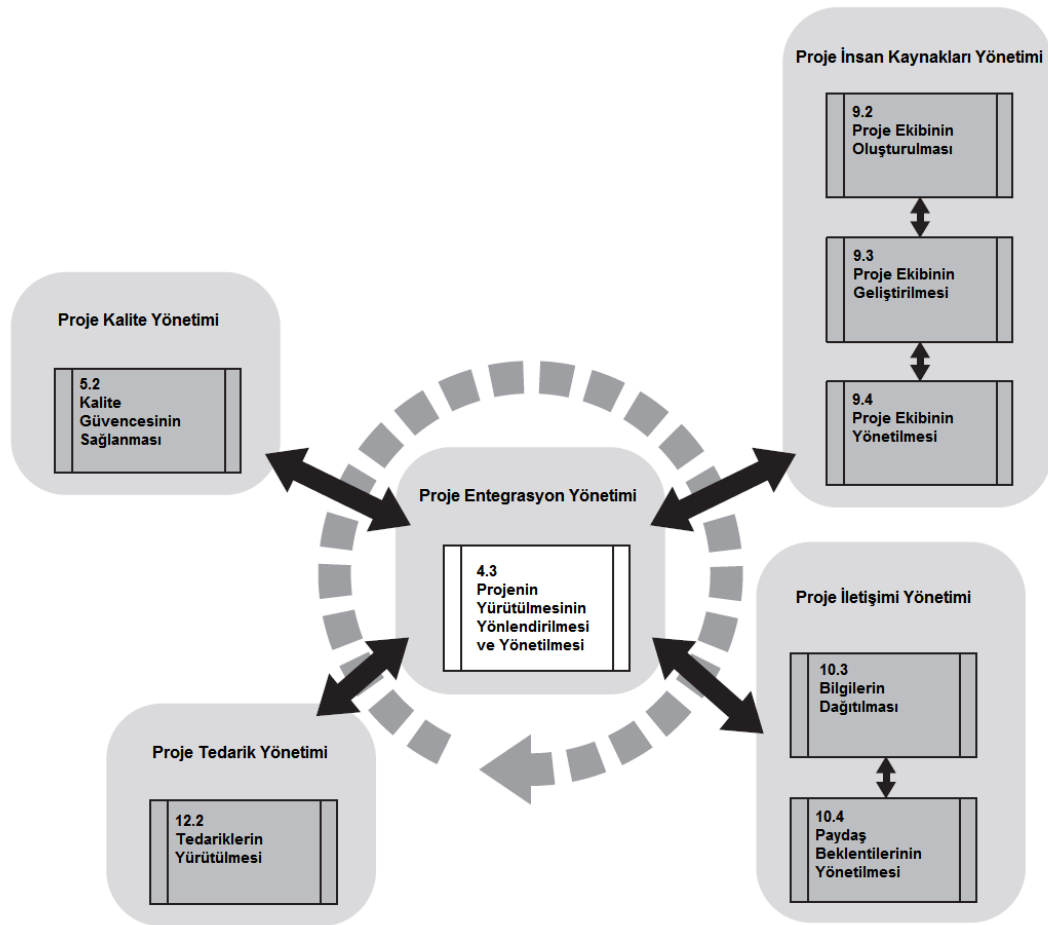 Proje İnsan Kaynakları Yönetimi
9.2
Proje Ekibinin
Oluşturulması
9.3
Proje Ekibinin
Geliştirilmesi
9.4
Proje Ekibinin
Yönetilmesi
Proje Kalite Yönetimi
5.2
Kalite
Güvencesinin
Sağlanması
Proje Entegrasyon Yönetimi
4.3
Projenin
Yürütülmesinin
Yönlendirilmesi
ve Yönetilmesi
Proje İletişimi Yönetimi
10.3
Bilgilerin
Dağıtılması
10.4
Paydaş
Beklentilerinin
Yönetilmesi
Proje Tedarik Yönetimi
12.2
Tedariklerin
Yürütülmesi